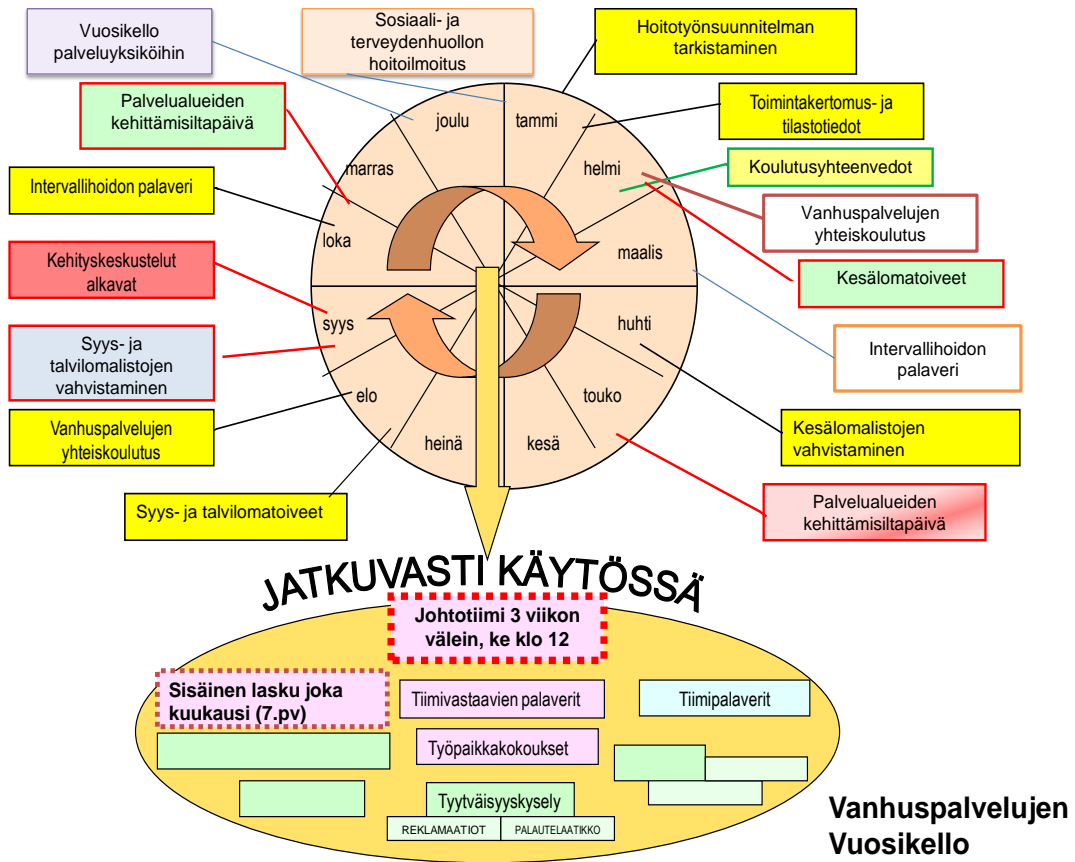 Vuosikello
palveluyksiköihin
Sosiaali- ja
terveydenhuollon
hoitoilmoitus
Hoitotyönsuunnitelman
tarkistaminen
Palvelualueiden
kehittämisiltapäivä
Toimintakertomus- ja
tilastotiedot
Koulutusyhteenvedot
Intervallihoidon palaveri
Vanhuspalvelujen
yhteiskoulutus
Kehityskeskustelut
alkavat
Kesälomatoiveet
Syys- ja
talvilomalistojen
vahvistaminen
Intervallihoidon
palaveri
Vanhuspalvelujen
yhteiskoulutus
Kesälomalistojen
vahvistaminen
Syys- ja talvilomatoiveet
Palvelualueiden
kehittämisiltapäivä
joulu
tammi
marras
helmi
loka
maalis
syys
huhti
elo
touko
heinä
kesä
JATKUVASTI KÄYTÖSSÄ
Johtotiimi 3 viikon
välein, ke klo 12
Sisäinen lasku joka
kuukausi (7.pv)
Tiimivastaavien palaverit
Tiimipalaverit
Työpaikkakokoukset
Tyytväisyyskysely
REKLAMAATIOT
PALAUTELAATIKKO
Vanhuspalvelujen
Vuosikello